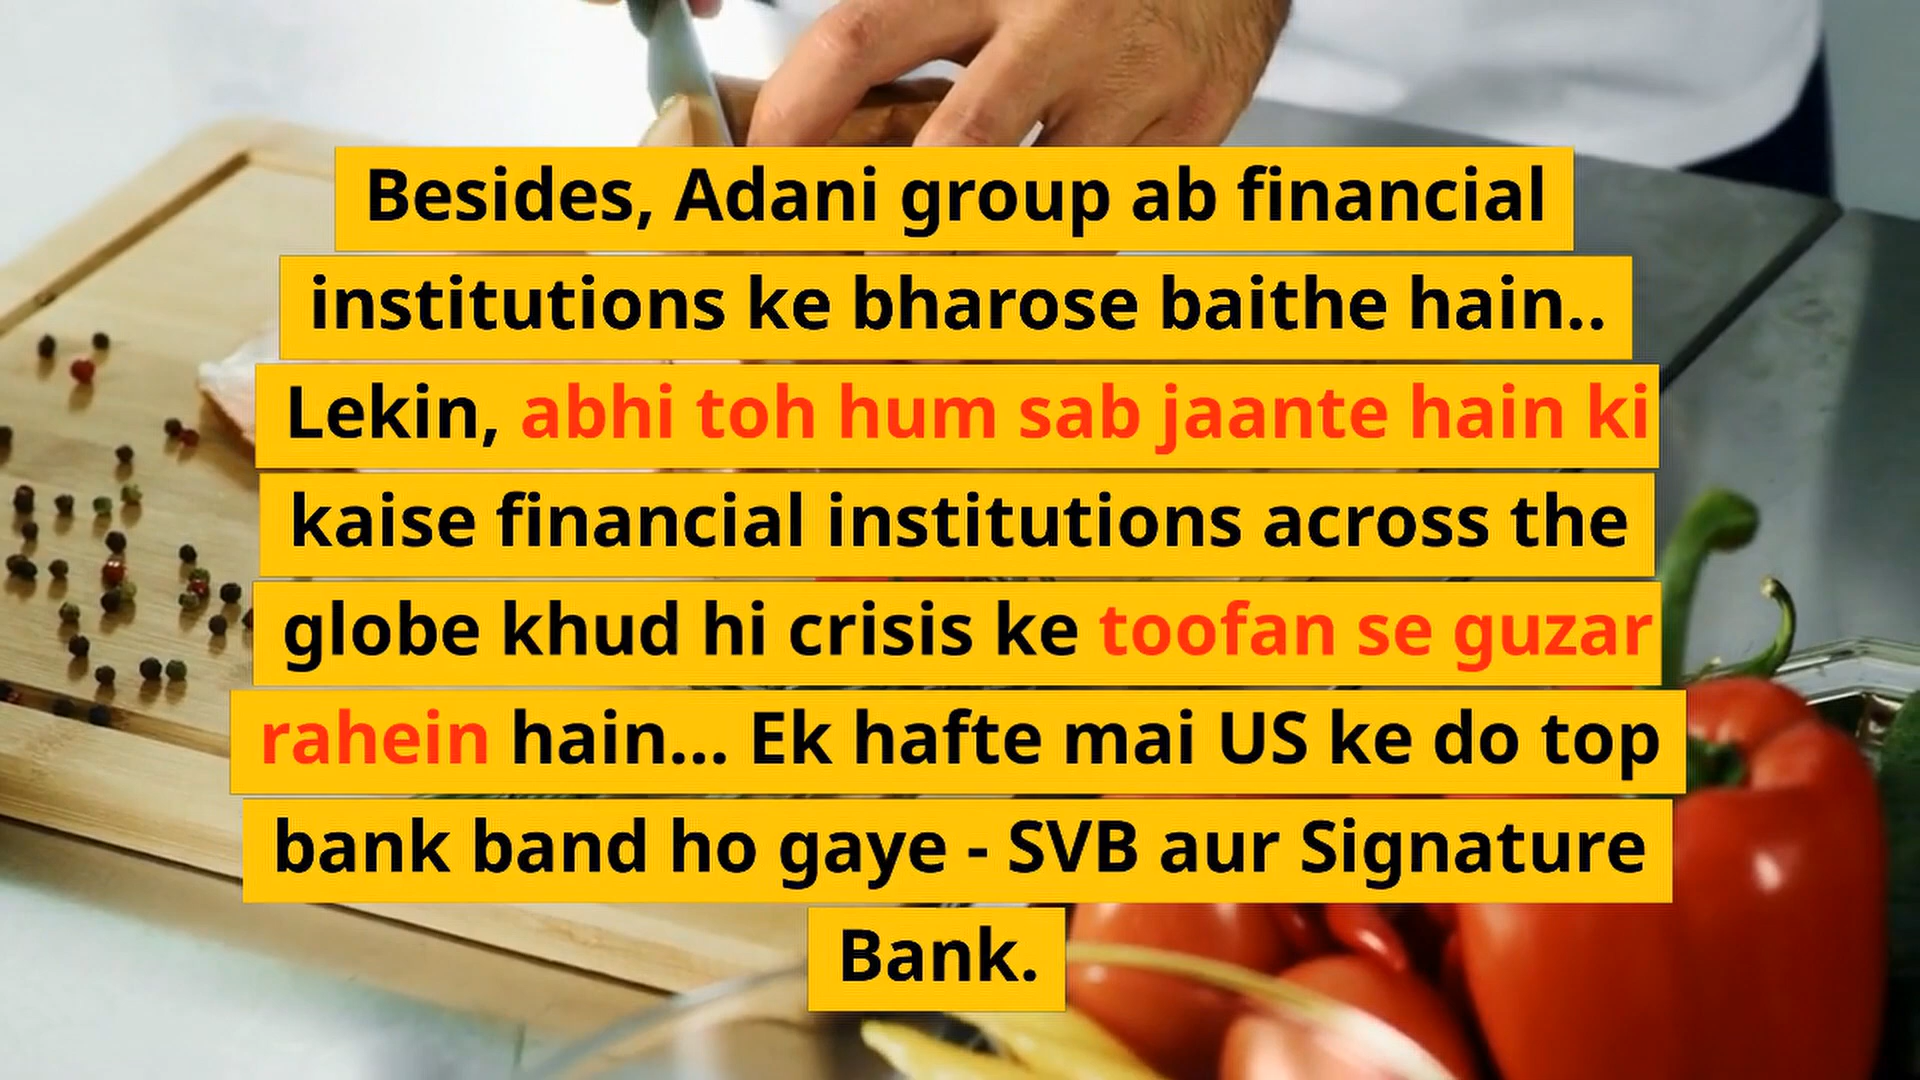 Besides, Adani group ab financial
institutions ke bharose baithe hain..
Lekin, abhi toh hum sab jaante hain ki
kaise financial institutions across the
globe khud hi crisis ke toofan se guzar
rahein hain... Ek hafte mai US ke do top
bank band ho gaye - SVB aur Signature
Bank.